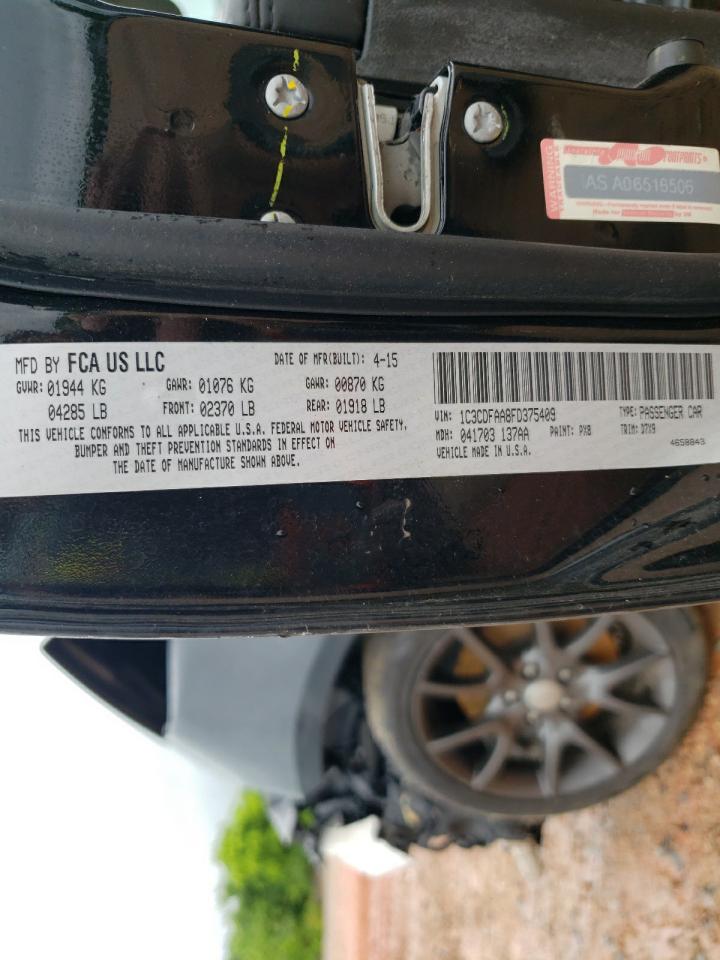 WARNING
AS A06516506
MFD BY FCA US LLC DATE OF MFR(BUILT): 4-15
GVWR: 01944 KG GAWR: 01076 KG GAWR: 00870 KG
04285 LB FRONT: 02370 LB REAR: 01918 LB
THIS VEHICLE CONFORMS TO ALL APPLICABLE U.S.A. FEDERAL MOTOR VEHICLE SAFETY,
BUMPER AND THEFT PREVENTION STANDARDS IN EFFECT ON
THE DATE OF MANUFACTURE SHOWN ABOVE.
VIN: 1C3CDFAA8FD375409 TYPE: PASSENGER CAR
MDH: 041703 137AA PAINT: PX8 TRIM: D7X9
VEHICLE MADE IN U.S.A. 4658843